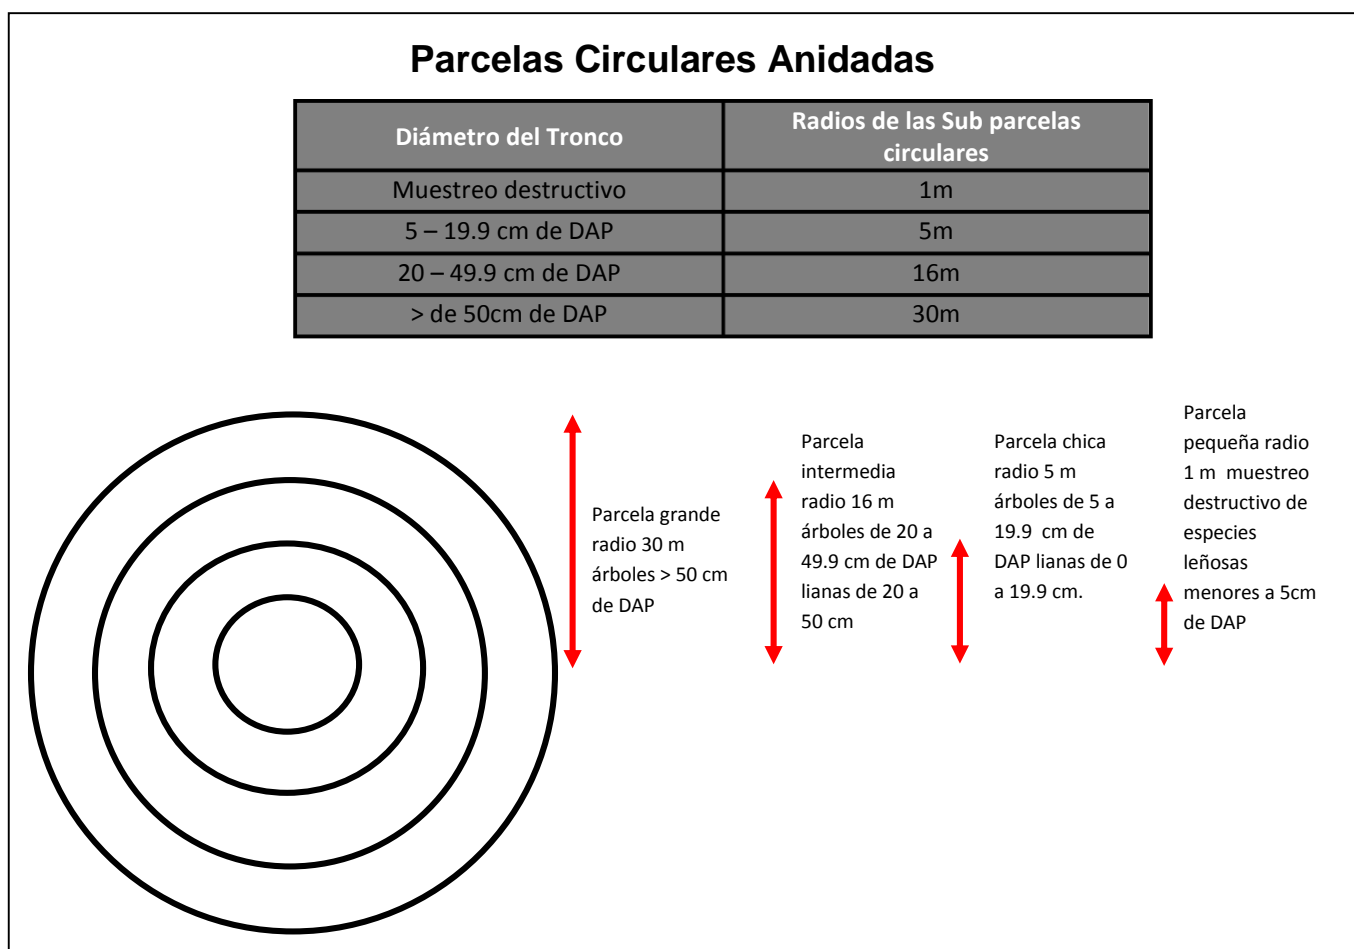 Parcelas Circulares Anidadas
Diámetro del Tronco
Radios de las Sub parcelas
circulares
Muestreo destructivo
1m
5 – 19.9 cm de DAP
5m
20 – 49.9 cm de DAP
16m
> de 50cm de DAP
30m
Parcela grande
radio 30 m
árboles > 50 cm
de DAP
Parcela
intermedia
radio 16 m
árboles de 20 a
49.9 cm de DAP
lianas de 20 a
50 cm
Parcela chica
radio 5 m
árboles de 5 a
19.9 cm de
DAP lianas de 0
a 19.9 cm.
Parcela
pequeña radio
1 m muestreo
destructivo de
especies
leñosas
menores a 5cm
de DAP